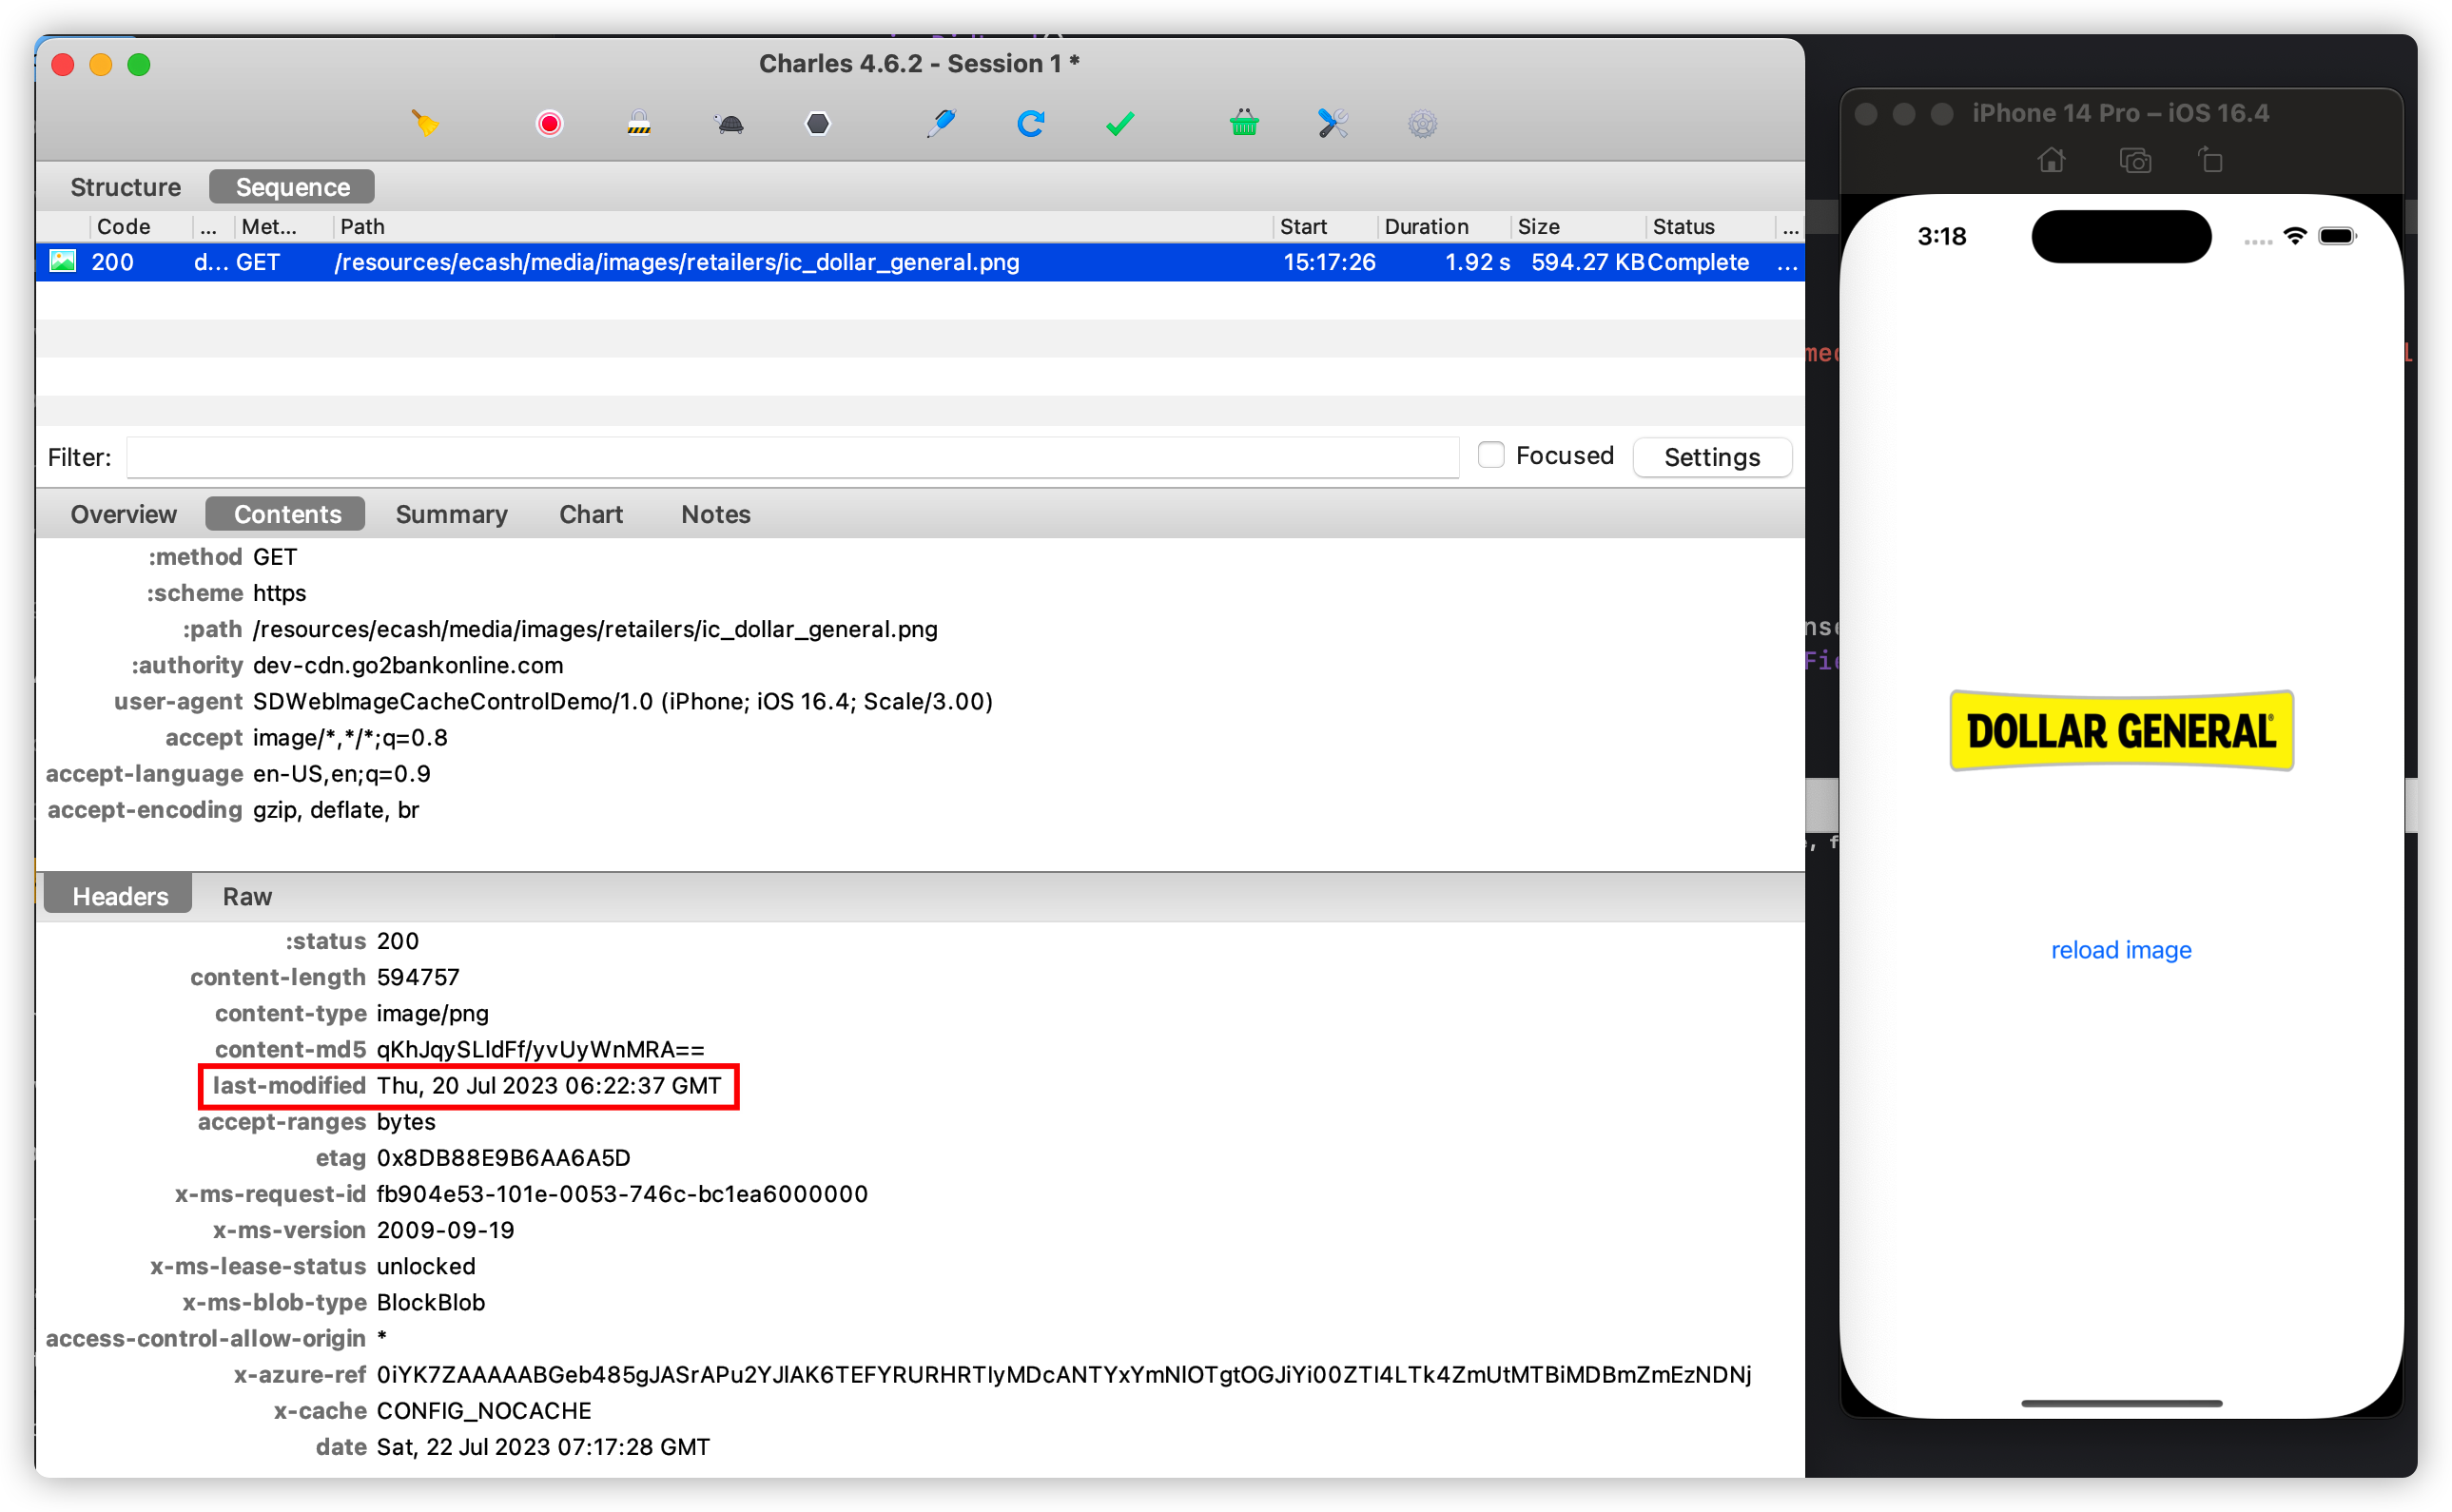 Charles 4.6.2 - Session 1 *
Structure Sequence
Code ... Met... Path Start Duration Size Status ...
200 d... GET /resources/ecash/media/images/retailers/ic_dollar_general.png 15:17:26 1.92 s 594.27 KB Complete ...
Filter: Focused Settings
Overview Contents Summary Chart Notes
:method GET
:scheme https
:path /resources/ecash/media/images/retailers/ic_dollar_general.png
:authority dev-cdn.go2bankonline.com
user-agent SDWebImageCacheControlDemo/1.0 (iPhone; iOS 16.4; Scale/3.00)
accept image/*,*/*;q=0.8
accept-language en-US,en;q=0.9
accept-encoding gzip, deflate, br
Headers Raw
:status 200
content-length 594757
content-type image/png
content-md5 qKhJqySLldFf/yvUyWnMRA==
last-modified Thu, 20 Jul 2023 06:22:37 GMT
accept-ranges bytes
etag 0x8DB88E9B6AA6A5D
x-ms-request-id fb904e53-101e-0053-746c-bc1ea6000000
x-ms-version 2009-09-19
x-ms-lease-status unlocked
x-ms-blob-type BlockBlob
access-control-allow-origin *
x-azure-ref 0iYK7ZAAAAABGeb485gJASrAPu2YJlAK6TEFYRURHRTIyMDcANTYxYmNlOTgtOGJiYi00ZTI4LTk4ZmUtMTBiMDBmZmEzNDNj
x-cache CONFIG_NOCACHE
date Sat, 22 Jul 2023 07:17:28 GMT
iPhone 14 Pro – iOS 16.4
3:18
DOLLAR GENERAL®
reload image